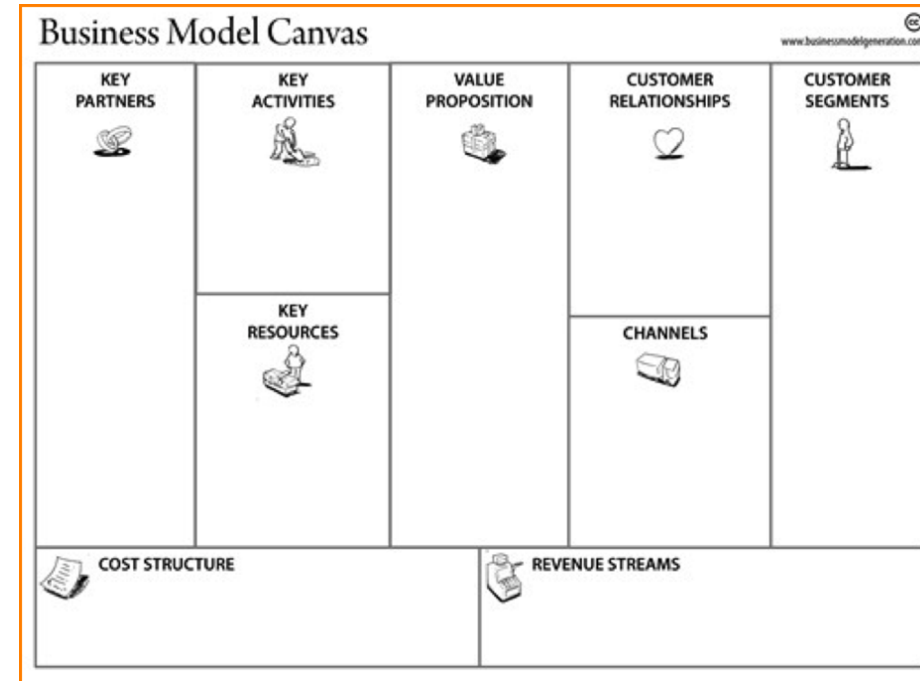 Business Model Canvas
www.businessmodelgeneration.com
KEY
PARTNERS
KEY
ACTIVITIES
VALUE
PROPOSITION
CUSTOMER
RELATIONSHIPS
CUSTOMER
SEGMENTS
KEY
RESOURCES
CHANNELS
COST STRUCTURE
REVENUE STREAMS